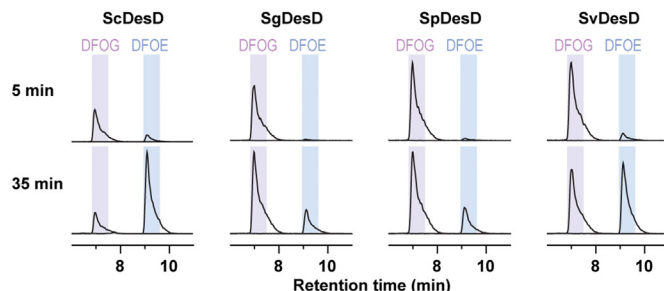 ScDesD SgDesD SpDesD SvDesD
DFOG DFOE DFOG DFOE DFOG DFOE DFOG DFOE
5 min
35 min
8 10 8 10 8 10 8 10
Retention time (min)